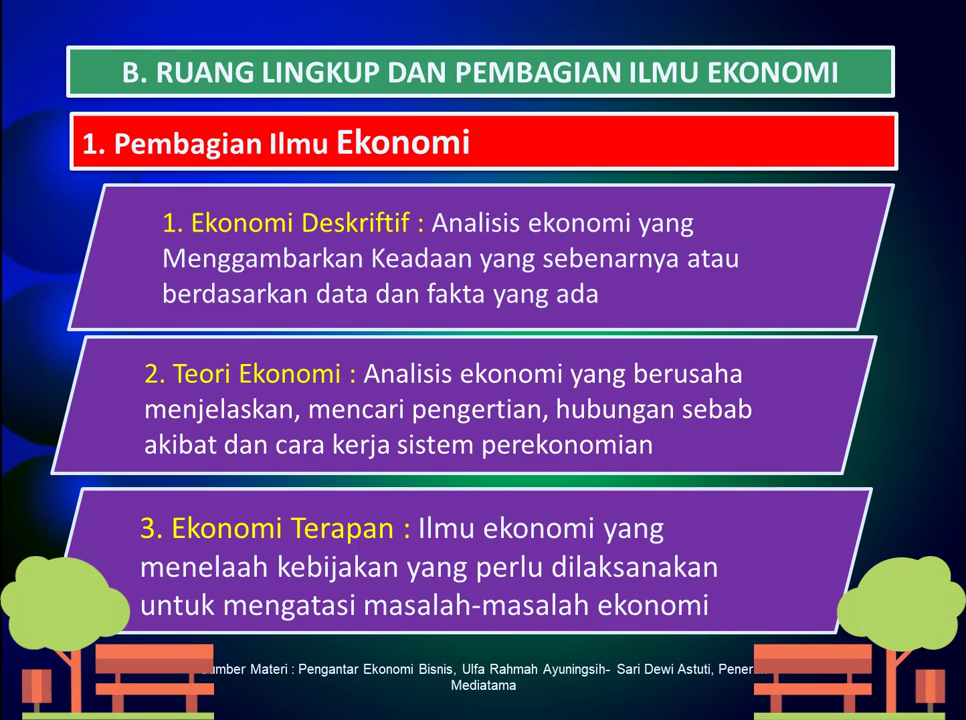 B. RUANG LINGKUP DAN PEMBAGIAN ILMU EKONOMI
1. Pembagian Ilmu Ekonomi
1. Ekonomi Deskriftif : Analisis ekonomi yang
Menggambarkan Keadaan yang sebenarnya atau
berdasarkan data dan fakta yang ada
2. Teori Ekonomi : Analisis ekonomi yang berusaha
menjelaskan, mencari pengertian, hubungan sebab
akibat dan cara kerja sistem perekonomian
3. Ekonomi Terapan : Ilmu ekonomi yang
menelaah kebijakan yang perlu dilaksanakan
untuk mengatasi masalah-masalah ekonomi
Materi : Pengantar Ekonomi Bisnis, Ulfa Rahmah Ayuningsih- Sari Dewi Astuti,
Mediatama